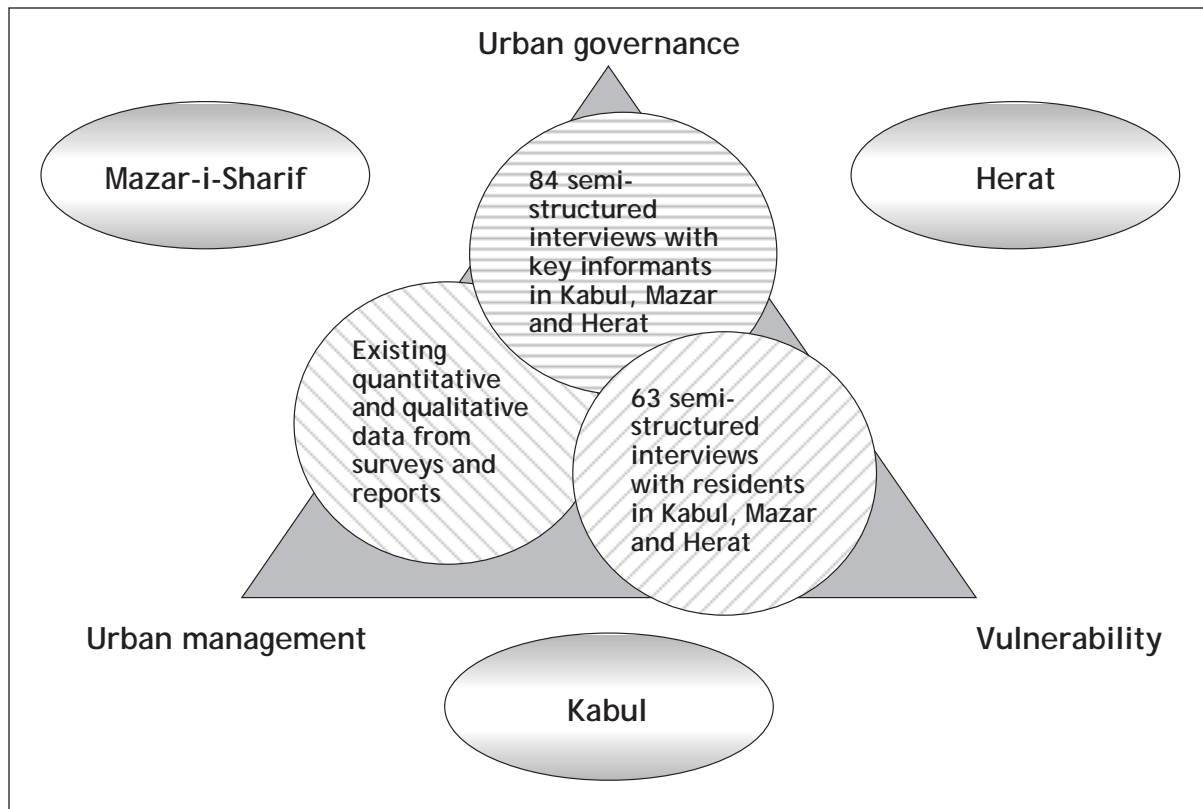 Urban governance
Mazar-i-Sharif
Herat
84 semi-
structured
interviews with
key informants
in Kabul, Mazar
and Herat
Existing
quantitative
and qualitative
data from
surveys and
reports
63 semi-
structured
interviews
with residents
in Kabul, Mazar
and Herat
Urban management
Vulnerability
Kabul